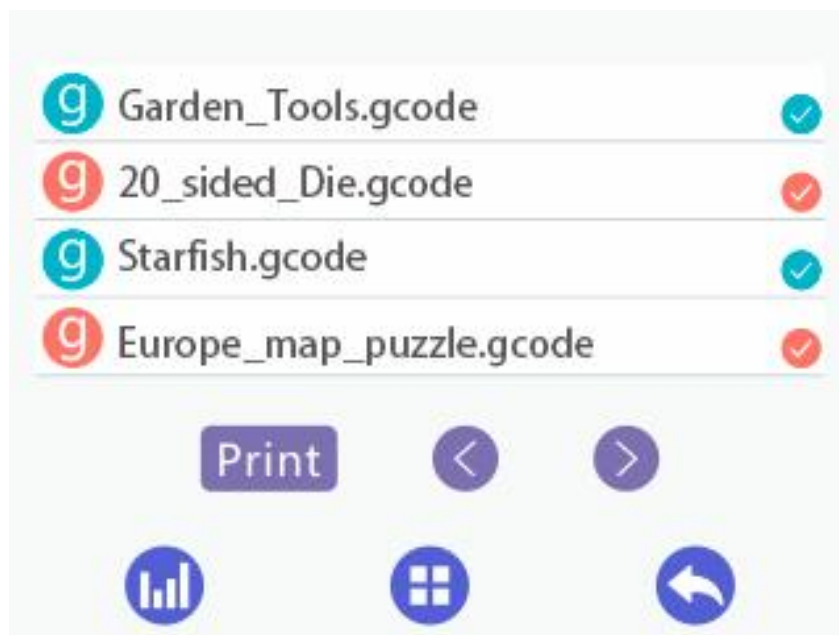 g Garden_Tools.gcode
g 20_sided_Die.gcode
g Starfish.gcode
g Europe_map_puzzle.gcode
Print